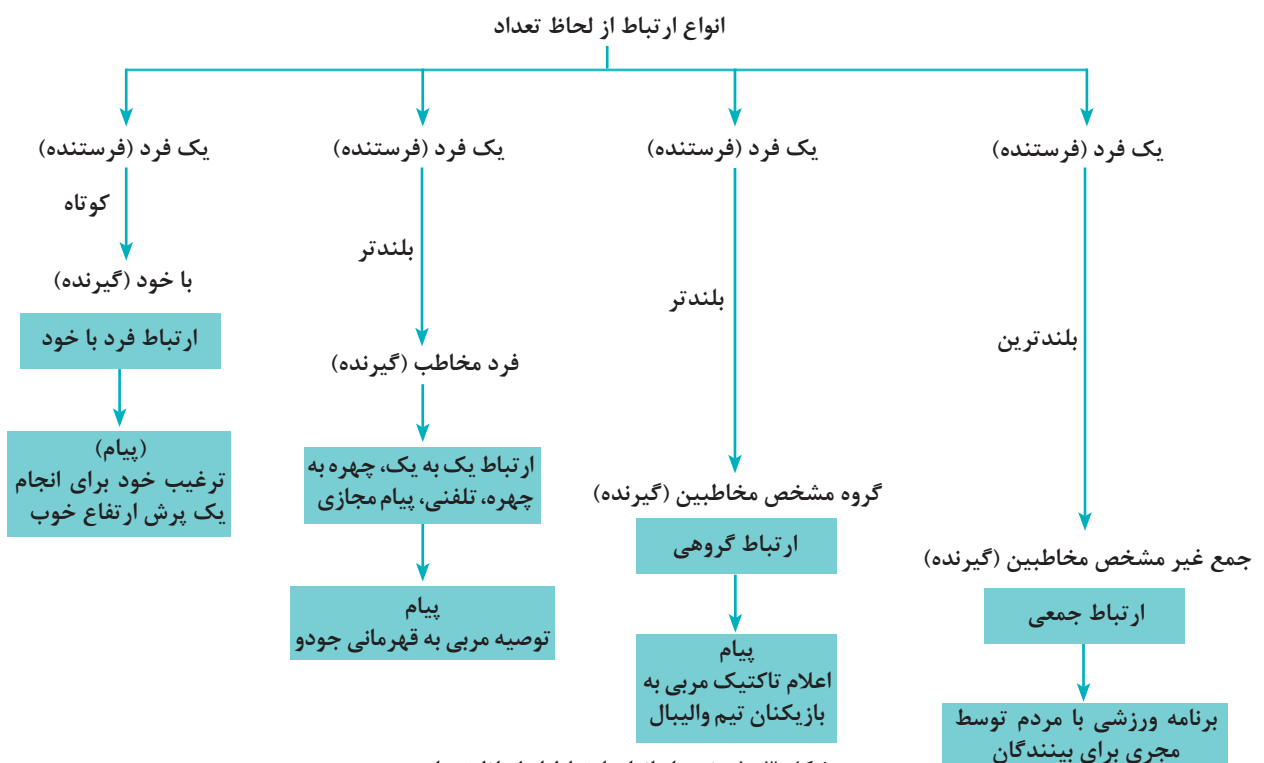 انواع ارتباط از لحاظ تعداد
یک فرد (فرستنده)
بلندترین
جمع غیر مشخص مخاطبین (گیرنده)
ارتباط جمعی
برنامه ورزشی با مردم توسط
مجری برای بینندگان
یک فرد (فرستنده)
بلندتر
گروه مشخص مخاطبین (گیرنده)
ارتباط گروهی
پیام
اعلام تاکتیک مربی به
بازیکنان تیم والیبال
یک فرد (فرستنده)
بلندتر
فرد مخاطب (گیرنده)
ارتباط یک به یک، چهره به
چهره، تلفنی، پیام مجازی
پیام
توصیه مربی به قهرمانی جودو
یک فرد (فرستنده)
کوتاه
با خود (گیرنده)
ارتباط فرد با خود
(پیام)
ترغیب خود برای انجام
یک پرش ارتفاع خوب